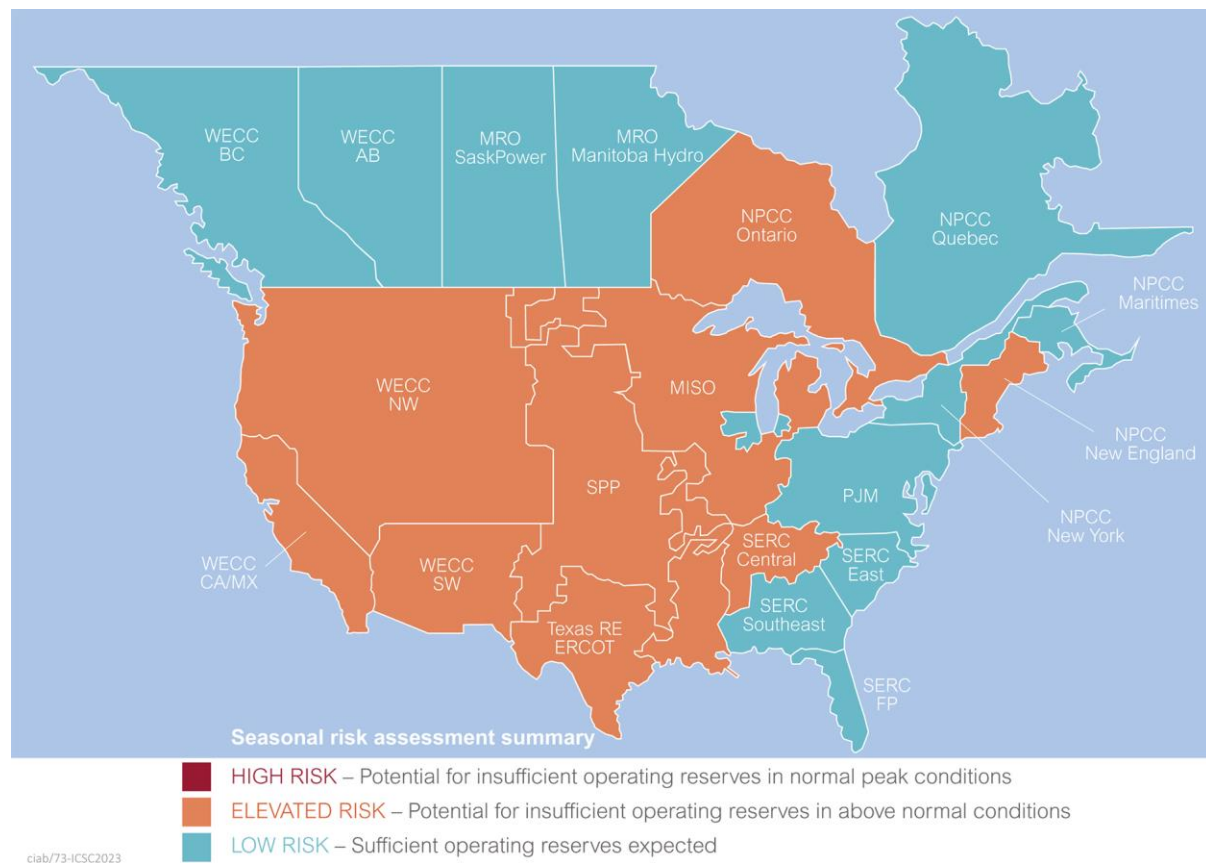 WECC
BC
WECC
AB
MRO
SaskPower
MRO
Manitoba Hydro
NPCC
Ontario
NPCC
Quebec
NPCC
Maritimes
WECC
NW
MISO
NPCC
New England
SPP
PJM
NPCC
New York
WECC
CA/MX
WECC
SW
SERC
Central
SERC
East
SERC
Southeast
Texas RE
ERCOT
SERC
FP
Seasonal risk assessment summary
HIGH RISK – Potential for insufficient operating reserves in normal peak conditions
ELEVATED RISK – Potential for insufficient operating reserves in above normal conditions
LOW RISK – Sufficient operating reserves expected
ciab/73-ICSC2023